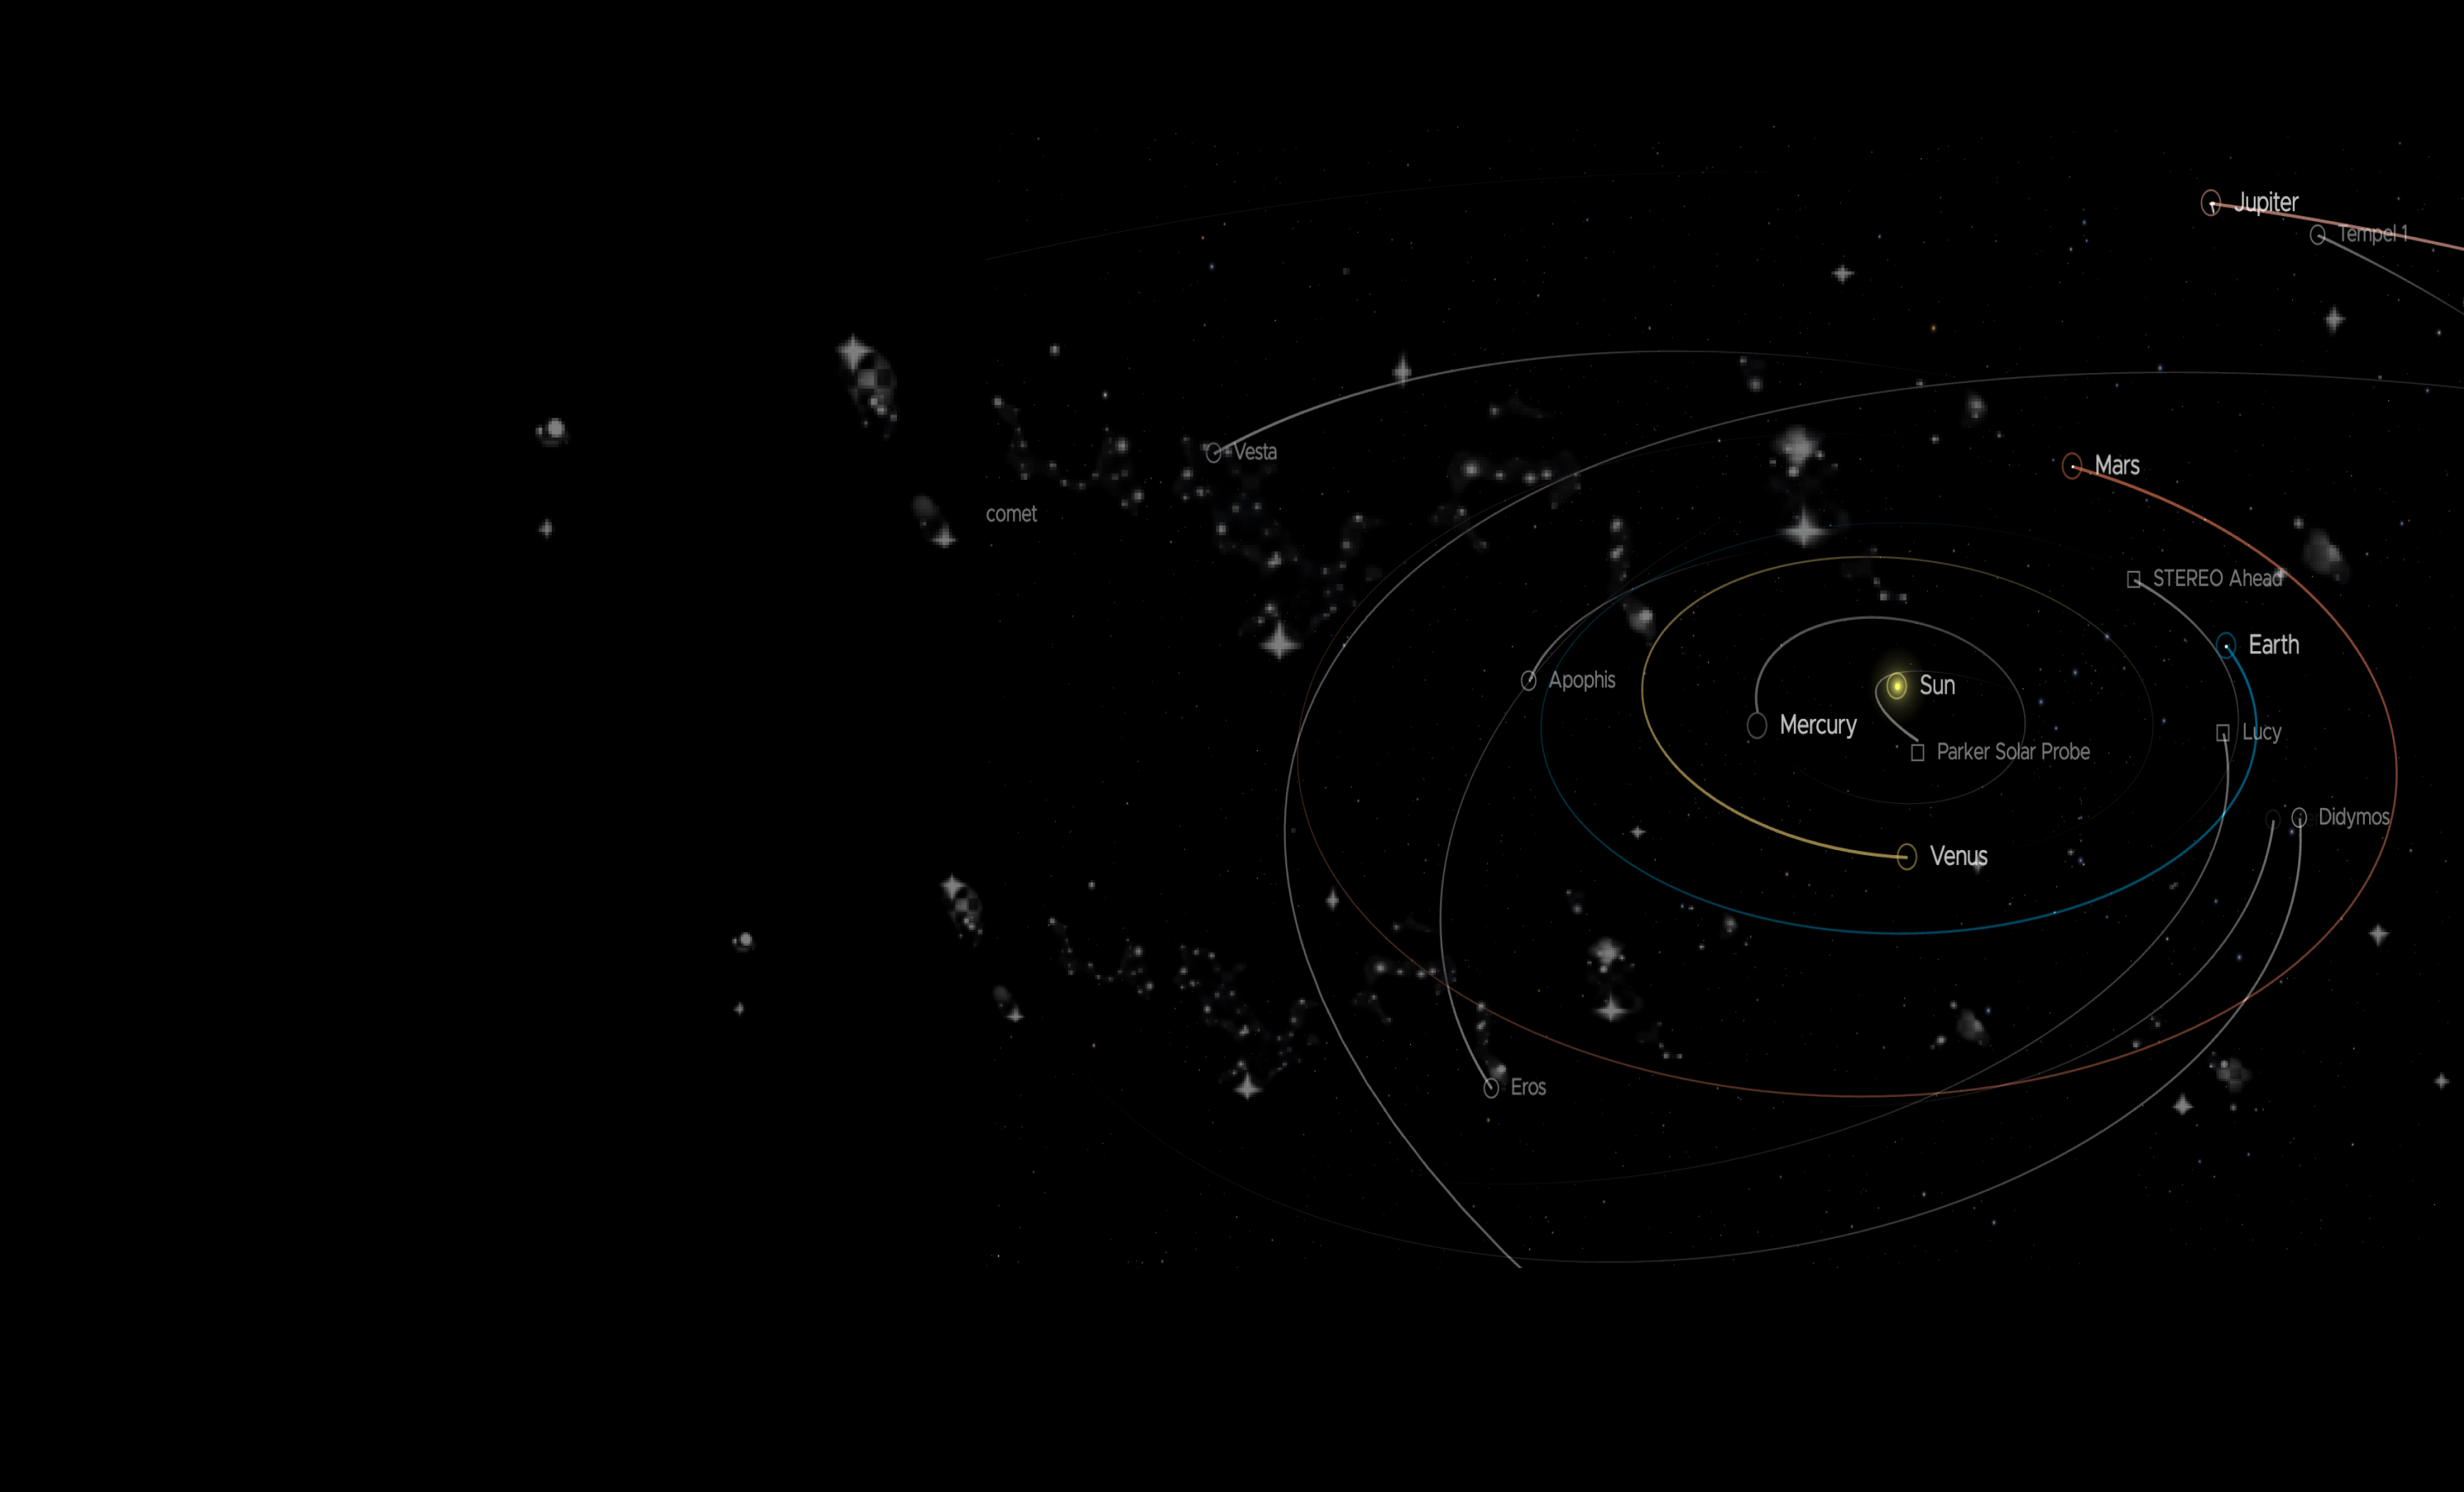 Jupiter
Tempel 1
Vesta
Mars
comet
STEREO Ahead
Earth
Apophis
Sun
Mercury
Lucy
Parker Solar Probe
Didymos
Venus
Eros